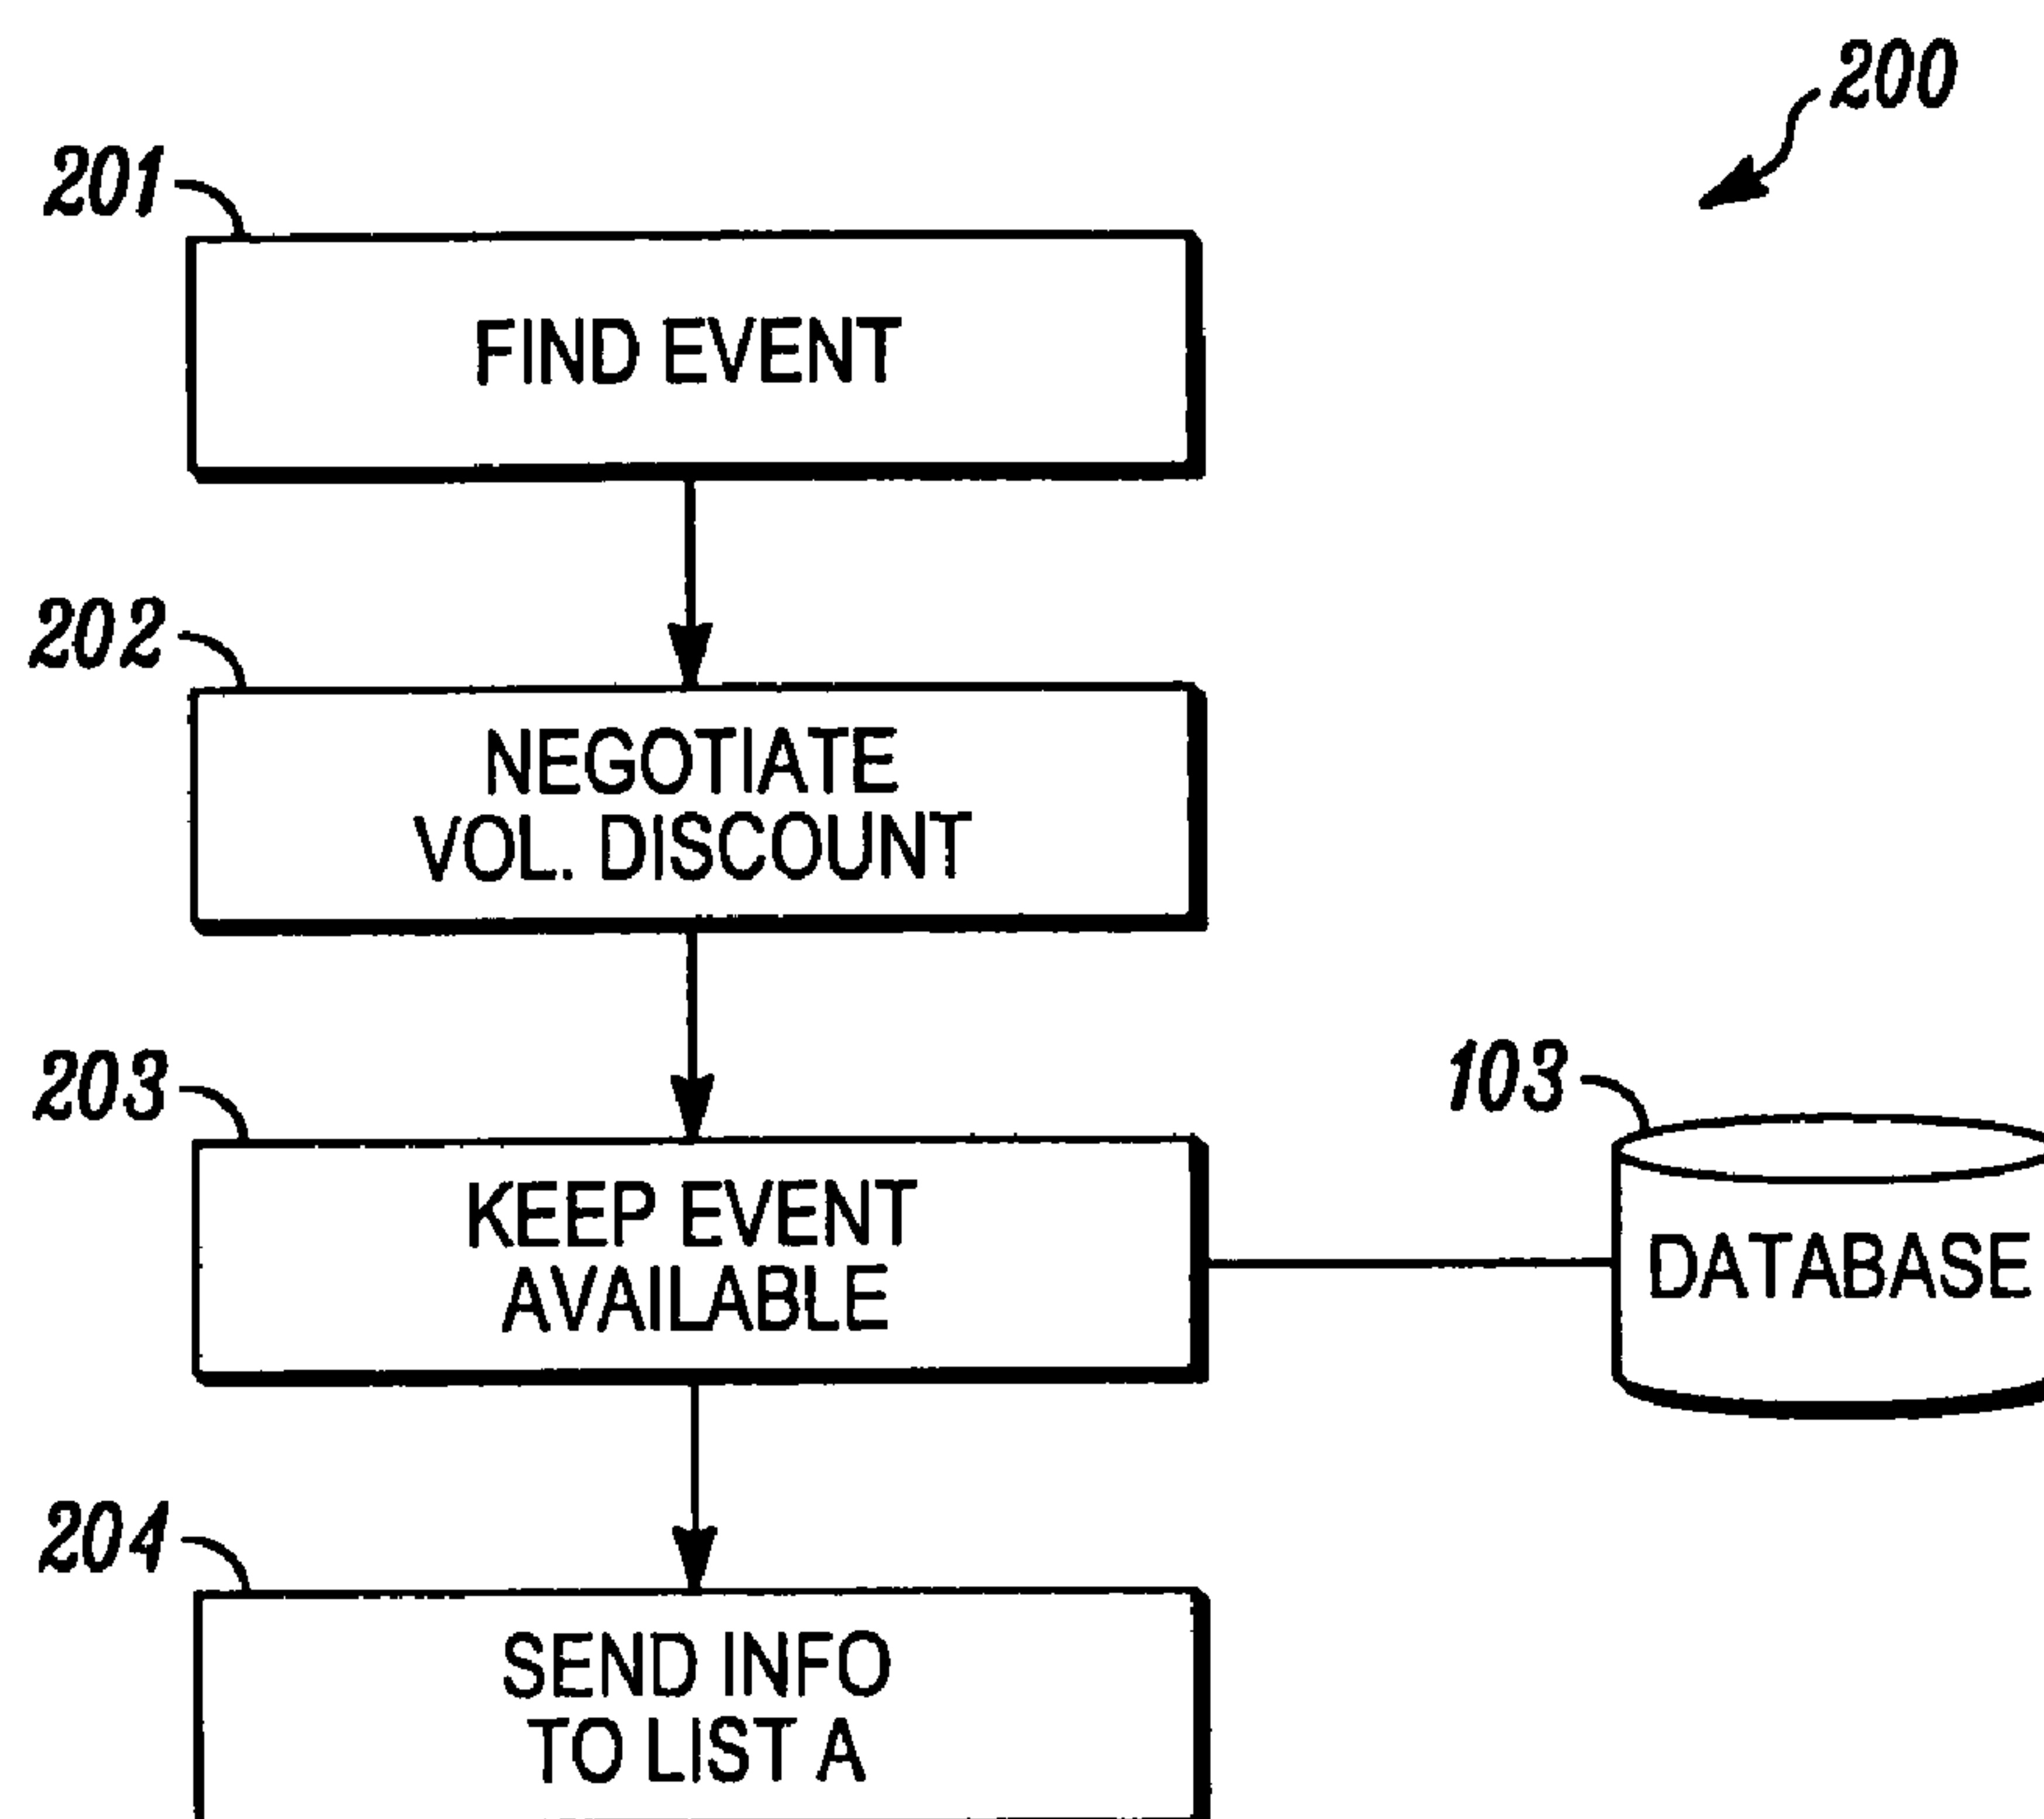 200
201
FIND EVENT
202
NEGOTIATE
VOL. DISCOUNT
203
KEEP EVENT
AVAILABLE
103
DATABASE
204
SEND INFO
TO LIST A